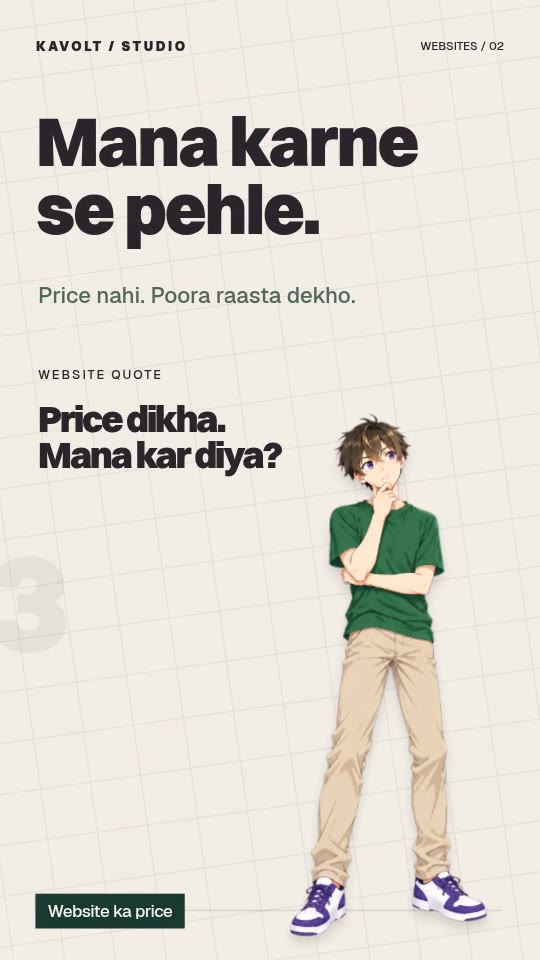 KAVOLT / STUDIO
WEBSITES / 02
Mana karne
se pehle.
Price nahi. Poora raasta dekho.
WEBSITE QUOTE
Price dikha.
Mana kar diya?
3
Website ka price